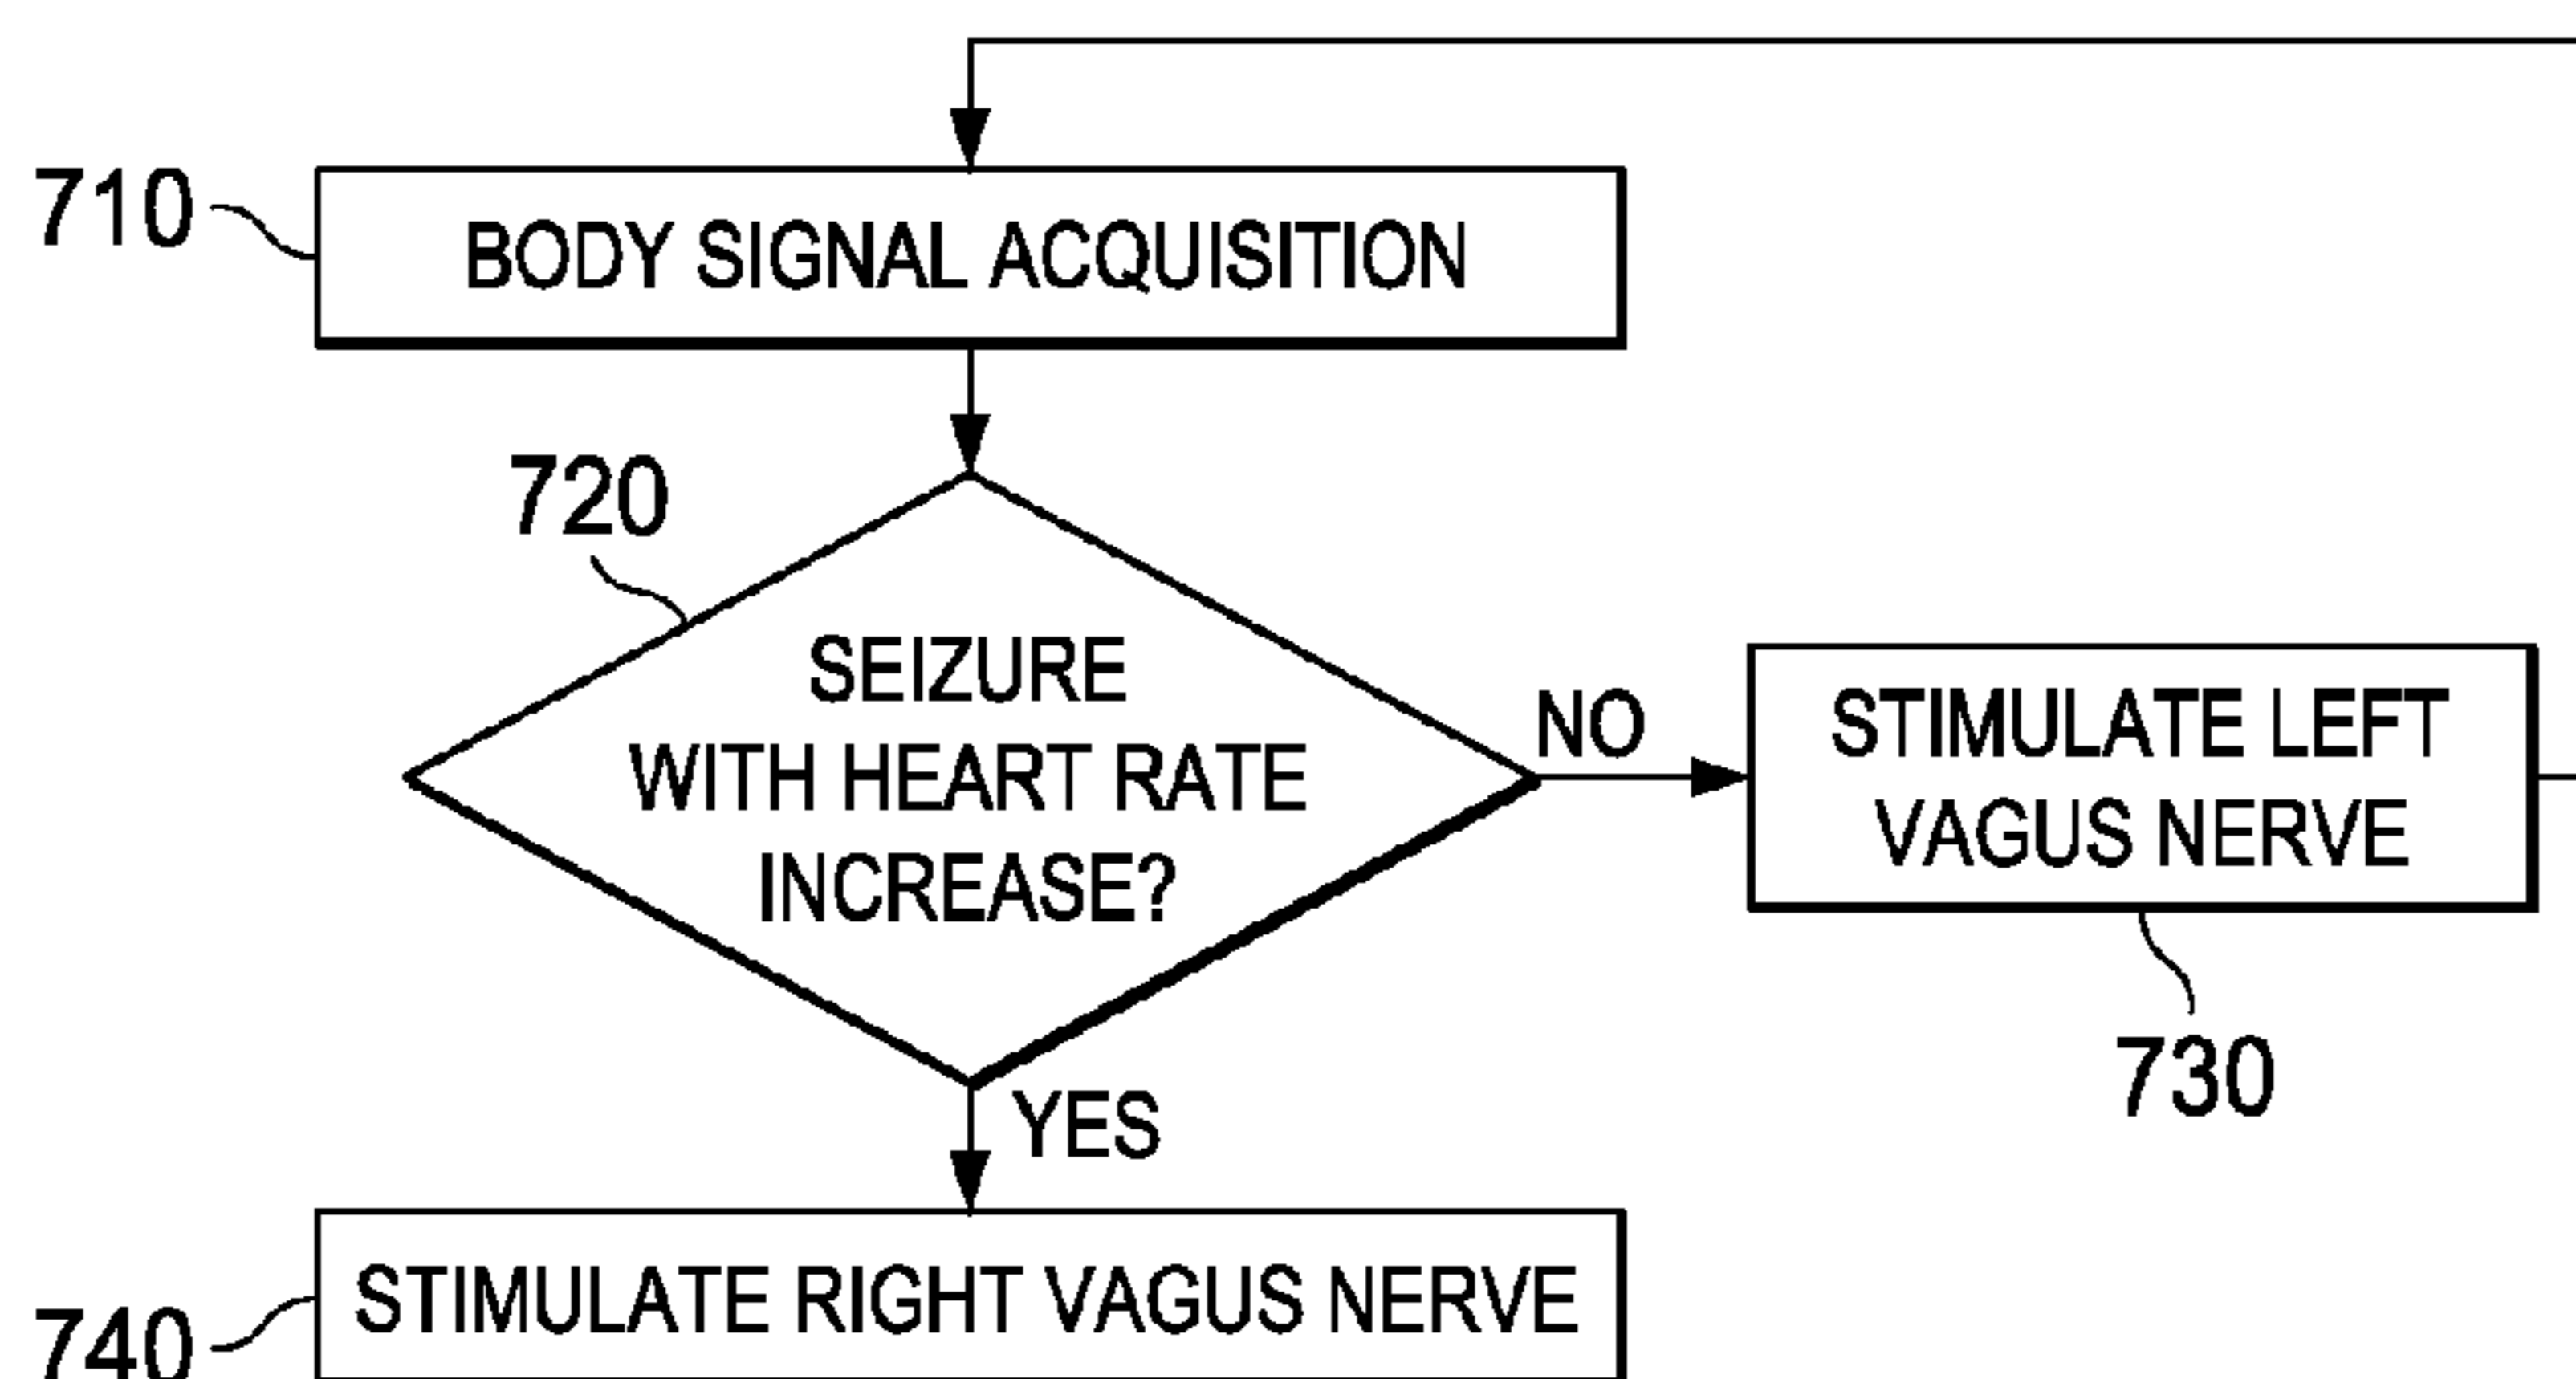 710
BODY SIGNAL ACQUISITION
720
SEIZURE
WITH HEART RATE
INCREASE?
NO
STIMULATE LEFT
VAGUS NERVE
730
YES
740
STIMULATE RIGHT VAGUS NERVE